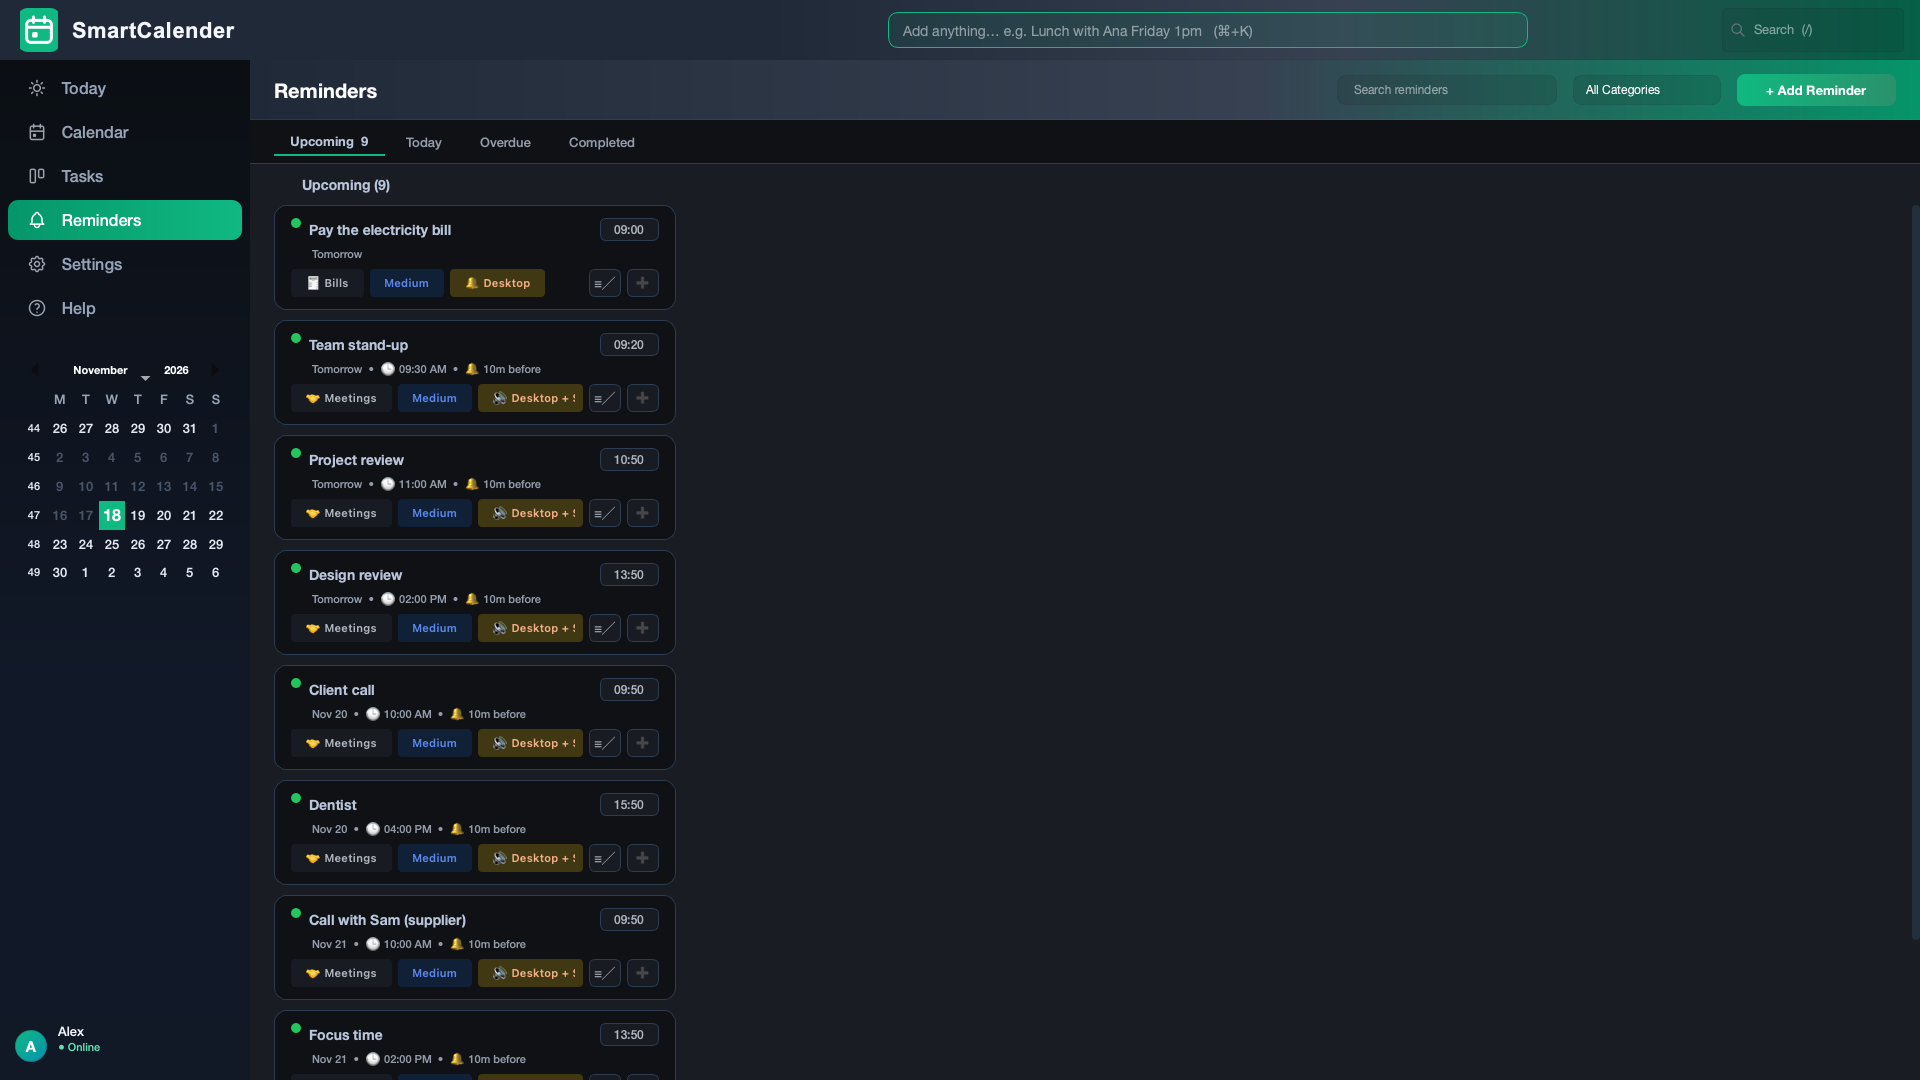 SmartCalender
Add anything... e.g. Lunch with Ana Friday 1pm (⌘+K)
Search (/)
Today
Calendar
Tasks
Reminders
Settings
Help
November 2026
M T W T F S S
44 26 27 28 29 30 31 1
45 2 3 4 5 6 7 8
46 9 10 11 12 13 14 15
47 16 17 18 19 20 21 22
48 23 24 25 26 27 28 29
49 30 1 2 3 4 5 6
A
Alex
• Online
Reminders
Search reminders
All Categories
+ Add Reminder
Upcoming 9
Today
Overdue
Completed
Upcoming (9)
Pay the electricity bill 09:00
Tomorrow
Bills Medium Desktop
Team stand-up 09:20
Tomorrow • 09:30 AM • 10m before
Meetings Medium Desktop +
Project review 10:50
Tomorrow • 11:00 AM • 10m before
Meetings Medium Desktop +
Design review 13:50
Tomorrow • 02:00 PM • 10m before
Meetings Medium Desktop +
Client call 09:50
Nov 20 • 10:00 AM • 10m before
Meetings Medium Desktop +
Dentist 15:50
Nov 20 • 04:00 PM • 10m before
Meetings Medium Desktop +
Call with Sam (supplier) 09:50
Nov 21 • 10:00 AM • 10m before
Meetings Medium Desktop +
Focus time 13:50
Nov 21 • 02:00 PM • 10m before